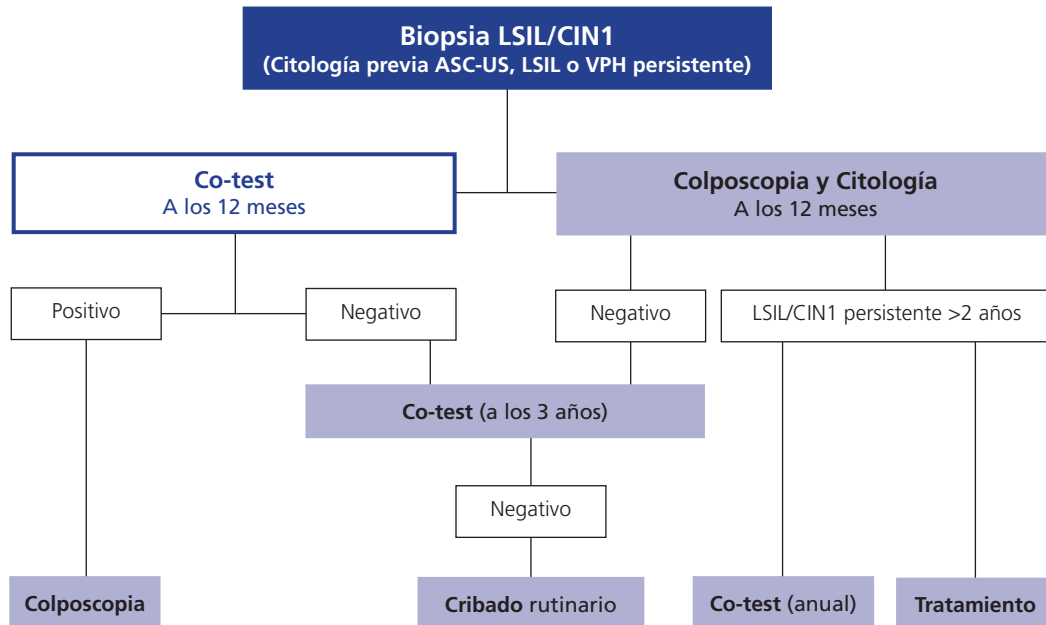 Biopsia LSIL/CIN1
(Citología previa ASC-US, LSIL o VPH persistente)
Co-test
A los 12 meses
Colposcopia y Citología
A los 12 meses
Positivo
Negativo
Negativo
LSIL/CIN1 persistente >2 años
Co-test (a los 3 años)
Negativo
Colposcopia
Cribado rutinario
Co-test (anual)
Tratamiento